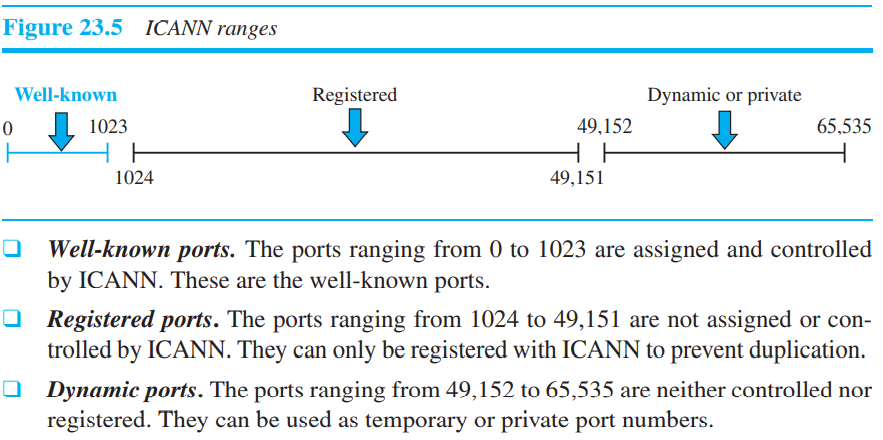 Figure 23.5 ICANN ranges
Well-known Registered Dynamic or private
0 1023 49,152 65,535
1024 49,151
❑ Well-known ports. The ports ranging from 0 to 1023 are assigned and controlled
by ICANN. These are the well-known ports.
❑ Registered ports. The ports ranging from 1024 to 49,151 are not assigned or con-
trolled by ICANN. They can only be registered with ICANN to prevent duplication.
❑ Dynamic ports. The ports ranging from 49,152 to 65,535 are neither controlled nor
registered. They can be used as temporary or private port numbers.